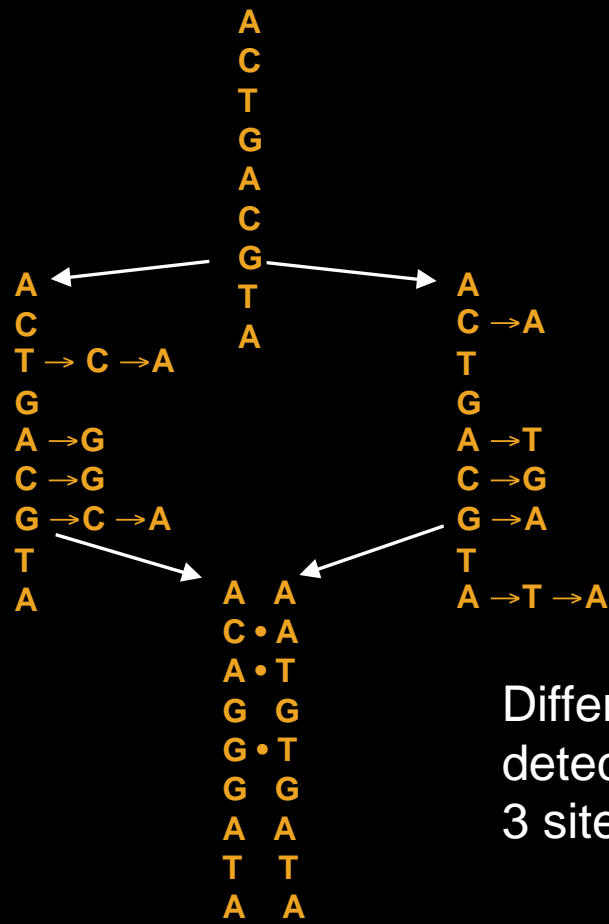 A
C
T
G
A
C
G
T
A
A
C
T → C → A
G
A → G
C → G
G → C → A
T
A
A
C → A
T
G
A → T
C → G
G → A
T
A → T → A
A A
C • A
A • T
G G
G • T
G G
A A
T T
A A
Differ
detec
3 site